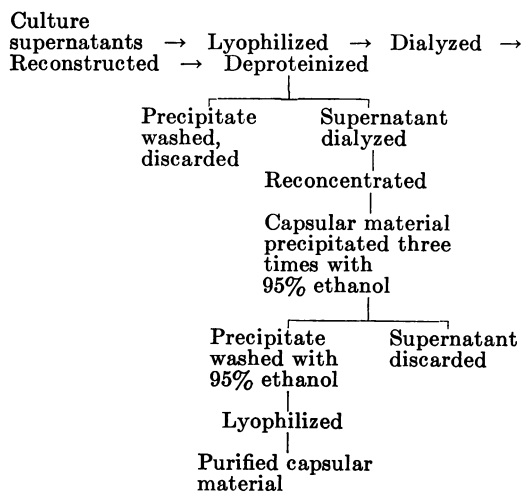 Culture
supernatants → Lyophilized → Dialyzed →
Reconstructed → Deproteinized
Precipitate
washed,
discarded
Supernatant
dialyzed
Reconcentrated
Capsular material
precipitated three
times with
95% ethanol
Precipitate
washed with
95% ethanol
Supernatant
discarded
Lyophilized
Purified capsular
material